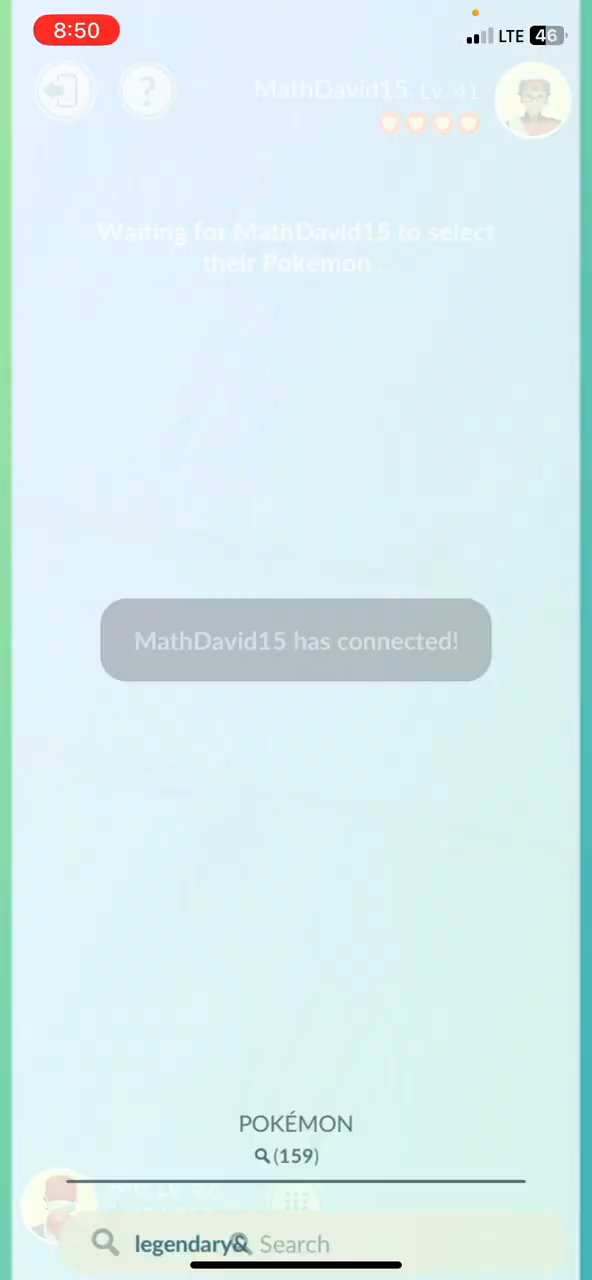 8:50
LTE 46
?
MathDavid15 Lv. 41
Waiting for MathDavid15 to select
their Pokémon...
MathDavid15 has connected!
POKÉMON
(159)
legendary& Search